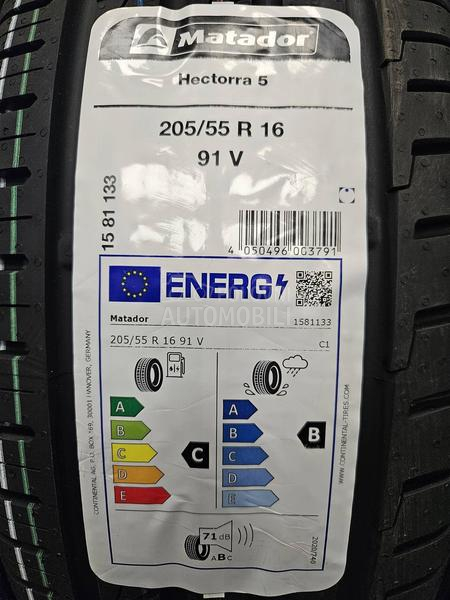 Matador
Hectorra 5
205/55 R 16
91 V
15 81 133
4 050496 003791
ENERG
AUTOMOBILI
Matador
1581133
205/55 R 16 91 V
C1
A
B
C
D
E
C
A
B
C
D
E
B
71 dB
ABC
2020/740
CONTINENTAL AG, P.O. BOX 169, 30001 HANNOVER, GERMANY
WWW.CONTINENTAL-TIRES.COM